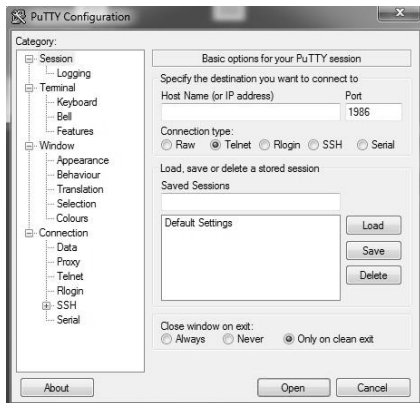 PuTTY Configuration
x
Category:
Session
Logging
Terminal
Keyboard
Bell
Features
Window
Appearance
Behaviour
Translation
Selection
Colours
Connection
Data
Proxy
Telnet
Rlogin
SSH
Serial
Basic options for your PuTTY session
Specify the destination you want to connect to
Host Name (or IP address) Port
1986
Connection type:
Raw Telnet Rlogin SSH Serial
Load, save or delete a stored session
Saved Sessions
Default Settings
Load
Save
Delete
Close window on exit:
Always Never Only on clean exit
About Open Cancel